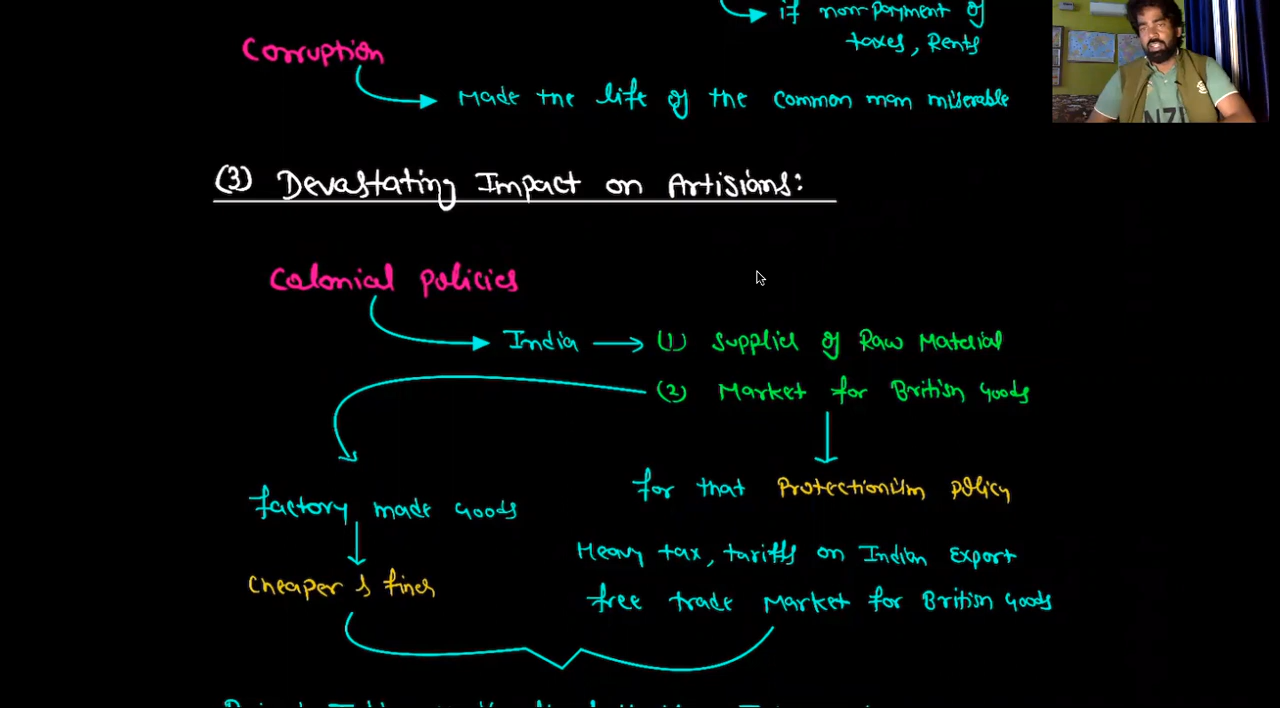 if non payment of
taxes, Rents
Corruption
Made the life of the common man miserable
(3) Devastating Impact on Artisians:
Colonial policies
India → (1) Supplier of Raw Material
(2) Market for British Goods
for that Protectionism policy
factory made Goods
Heavy tax, tariffs on Indian Export
Cheaper & finer
free trade Market for British Goods